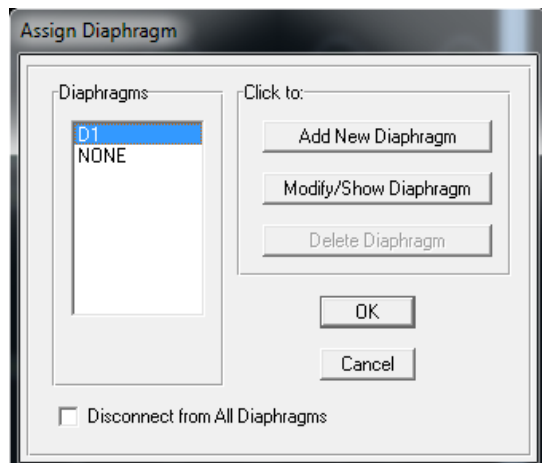 Assign Diaphragm
Diaphragms
D1
NONE
Click to:
Add New Diaphragm
Modify/Show Diaphragm
Delete Diaphragm
OK
Cancel
Disconnect from All Diaphragms